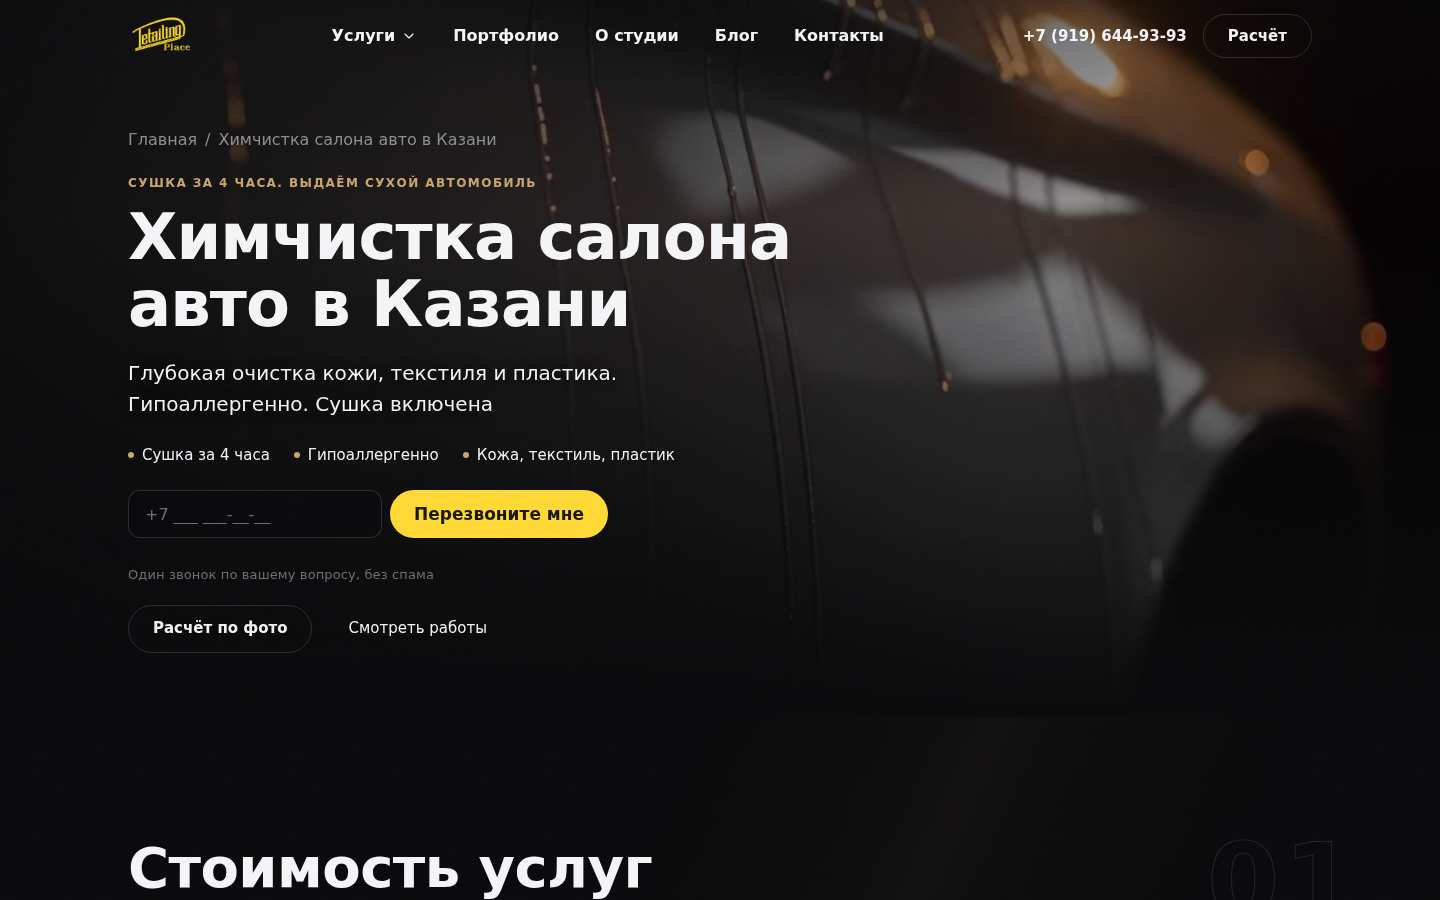 Detailing
Place
Услуги
Портфолио
О студии
Блог
Контакты
+7 (919) 644-93-93
Расчёт
Главная / Химчистка салона авто в Казани
СУШКА ЗА 4 ЧАСА. ВЫДАЁМ СУХОЙ АВТОМОБИЛЬ
Химчистка салона
авто в Казани
Глубокая очистка кожи, текстиля и пластика.
Гипоаллергенно. Сушка включена
Сушка за 4 часа
Гипоаллергенно
Кожа, текстиль, пластик
+7 ___ ___-__-__
Перезвоните мне
Один звонок по вашему вопросу, без спама
Расчёт по фото
Смотреть работы
Стоимость услуг
01